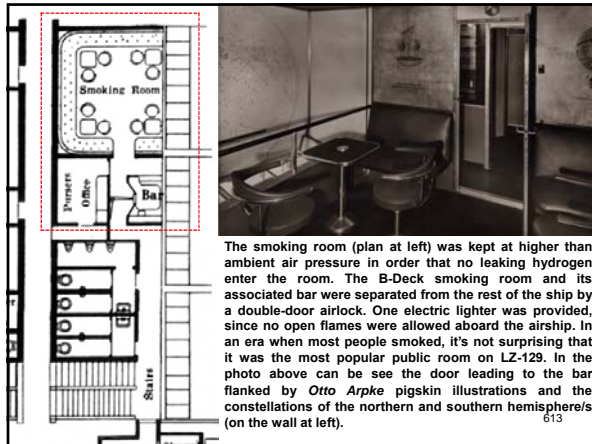 Smoking Room
Pursers
Office
Bar
Stairs
The smoking room (plan at left) was kept at higher than
ambient air pressure in order that no leaking hydrogen
enter the room. The B-Deck smoking room and its
associated bar were separated from the rest of the ship by
a double-door airlock. One electric lighter was provided,
since no open flames were allowed aboard the airship. In
an era when most people smoked, it’s not surprising that
it was the most popular public room on LZ-129. In the
photo above can be see the door leading to the bar
flanked by Otto Arpke pigskin illustrations and the
constellations of the northern and southern hemisphere/s
(on the wall at left).
613